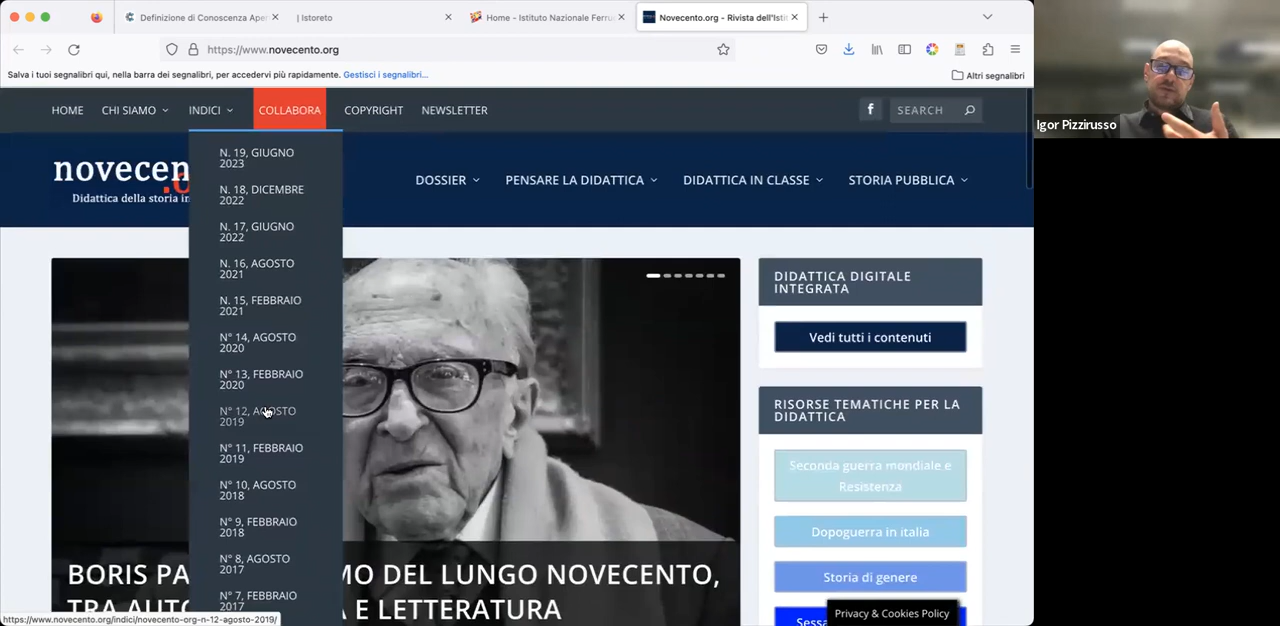 Definizione di Conoscenza Aper
| Istoreto
Home - Istituto Nazionale Ferru
Novecento.org - Rivista dell'Isti
https://www.novecento.org
Salva i tuoi segnalibri qui, nella barra dei segnalibri, per accedervi più rapidamente. Gestisci i segnalibri...
Altri segnalibri
Igor Pizzirusso
HOME
CHI SIAMO
INDICI
COLLABORA
COPYRIGHT
NEWSLETTER
f
SEARCH
novecen
Didattica della storia in
DOSSIER
PENSARE LA DIDATTICA
DIDATTICA IN CLASSE
STORIA PUBBLICA
N. 19, GIUGNO
2023
N. 18, DICEMBRE
2022
N. 17, GIUGNO
2022
N. 16, AGOSTO
2021
N. 15, FEBBRAIO
2021
N° 14, AGOSTO
2020
N° 13, FEBBRAIO
2020
N° 12, AGOSTO
2019
N° 11, FEBBRAIO
2019
N° 10, AGOSTO
2018
N° 9, FEBBRAIO
2018
N° 8, AGOSTO
2017
N° 7, FEBBRAIO
2017
BORIS PA MO DEL LUNGO NOVECENTO,
TRA AUTO A E LETTERATURA
DIDATTICA DIGITALE
INTEGRATA
Vedi tutti i contenuti
RISORSE TEMATICHE PER LA
DIDATTICA
Seconda guerra mondiale e
Resistenza
Dopoguerra in italia
Storia di genere
Sessa
Privacy & Cookies Policy
https://www.novecento.org/indici/novecento-org-n-12-agosto-2019/